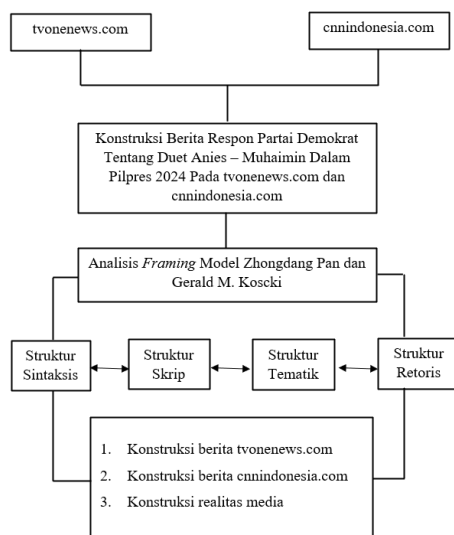 tvonenews.com
cnnindonesia.com
Konstruksi Berita Respon Partai Demokrat
Tentang Duet Anies – Muhaimin Dalam
Pilpres 2024 Pada tvonenews.com dan
cnnindonesia.com
Analisis Framing Model Zhongdang Pan dan
Gerald M. Koscki
Struktur
Sintaksis
Struktur
Skrip
Struktur
Tematik
Struktur
Retoris
1. Konstruksi berita tvonenews.com
2. Konstruksi berita cnnindonesia.com
3. Konstruksi realitas media